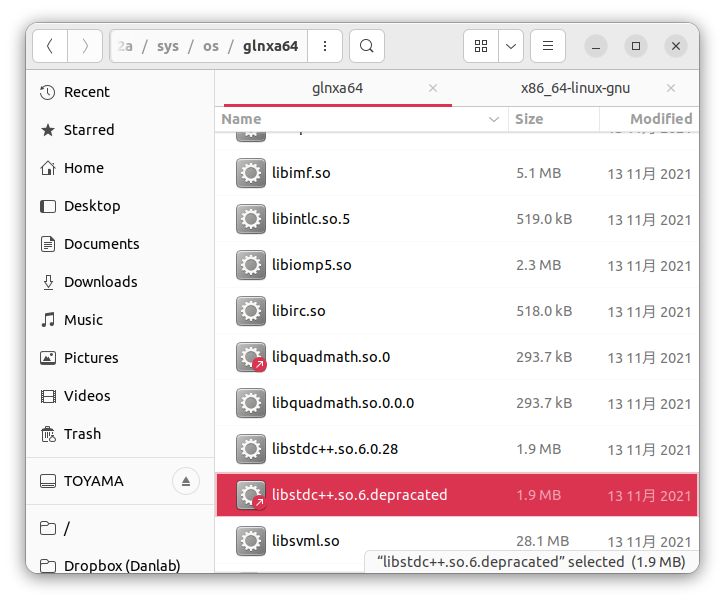 2a / sys / os / glnxa64
glnxa64
x86_64-linux-gnu
Name Size Modified
Recent
Starred
Home
Desktop
Documents
Downloads
Music
Pictures
Videos
Trash
TOYAMA
/
Dropbox (Danlab)
libimf.so 5.1 MB 13 11月 2021
libintlc.so.5 519.0 kB 13 11月 2021
libiomp5.so 2.3 MB 13 11月 2021
libirc.so 518.0 kB 13 11月 2021
libquadmath.so.0 293.7 kB 13 11月 2021
libquadmath.so.0.0.0 293.7 kB 13 11月 2021
libstdc++.so.6.0.28 1.9 MB 13 11月 2021
libstdc++.so.6.depracated 1.9 MB 13 11月 2021
libsvml.so 28.1 MB 13 11月 2021
“libstdc++.so.6.depracated” selected (1.9 MB)